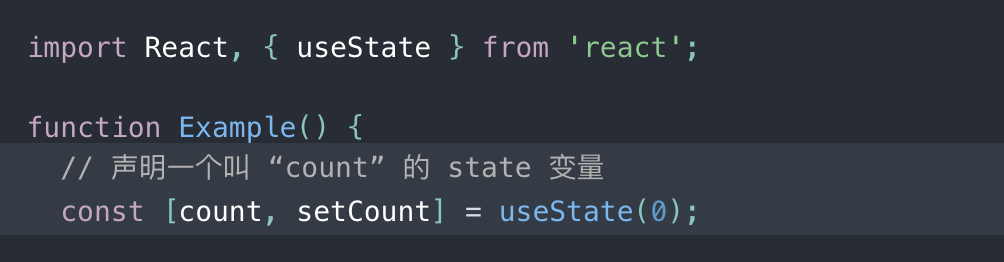 import React, { useState } from 'react';
function Example() {
// 声明一个叫 “count” 的 state 变量
const [count, setCount] = useState(0);